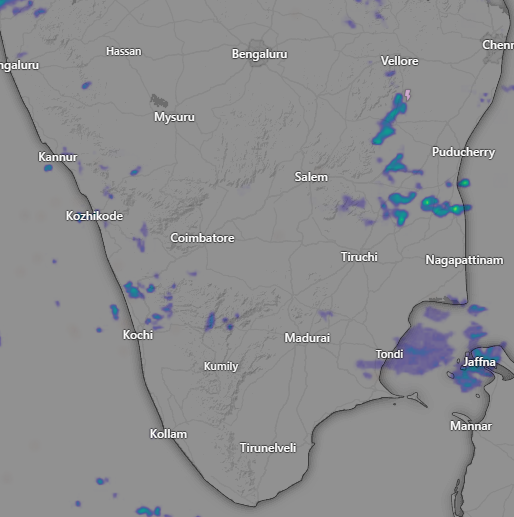 Hassan
Bengaluru
Chenn
ngaluru
Vellore
Mysuru
Kannur
Puducherry
Salem
Kozhikode
Coimbatore
Tiruchi
Nagapattinam
Kochi
Madurai
Tondi
Kumily
Jaffna
Mannar
Kollam
Tirunelveli